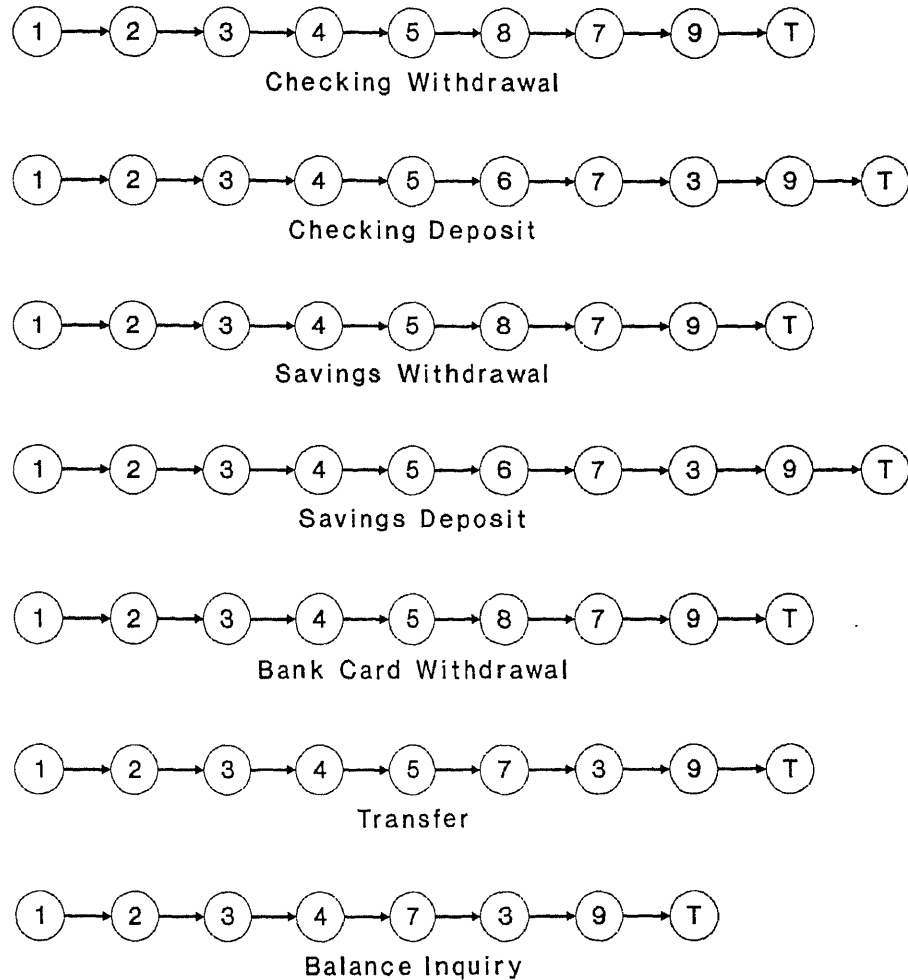 1 2 3 4 5 8 7 9 T
Checking Withdrawal
1 2 3 4 5 6 7 3 9 T
Checking Deposit
1 2 3 4 5 8 7 9 T
Savings Withdrawal
1 2 3 4 5 6 7 3 9 T
Savings Deposit
1 2 3 4 5 8 7 9 T
Bank Card Withdrawal
1 2 3 4 5 7 3 9 T
Transfer
1 2 3 4 7 3 9 T
Balance Inquiry